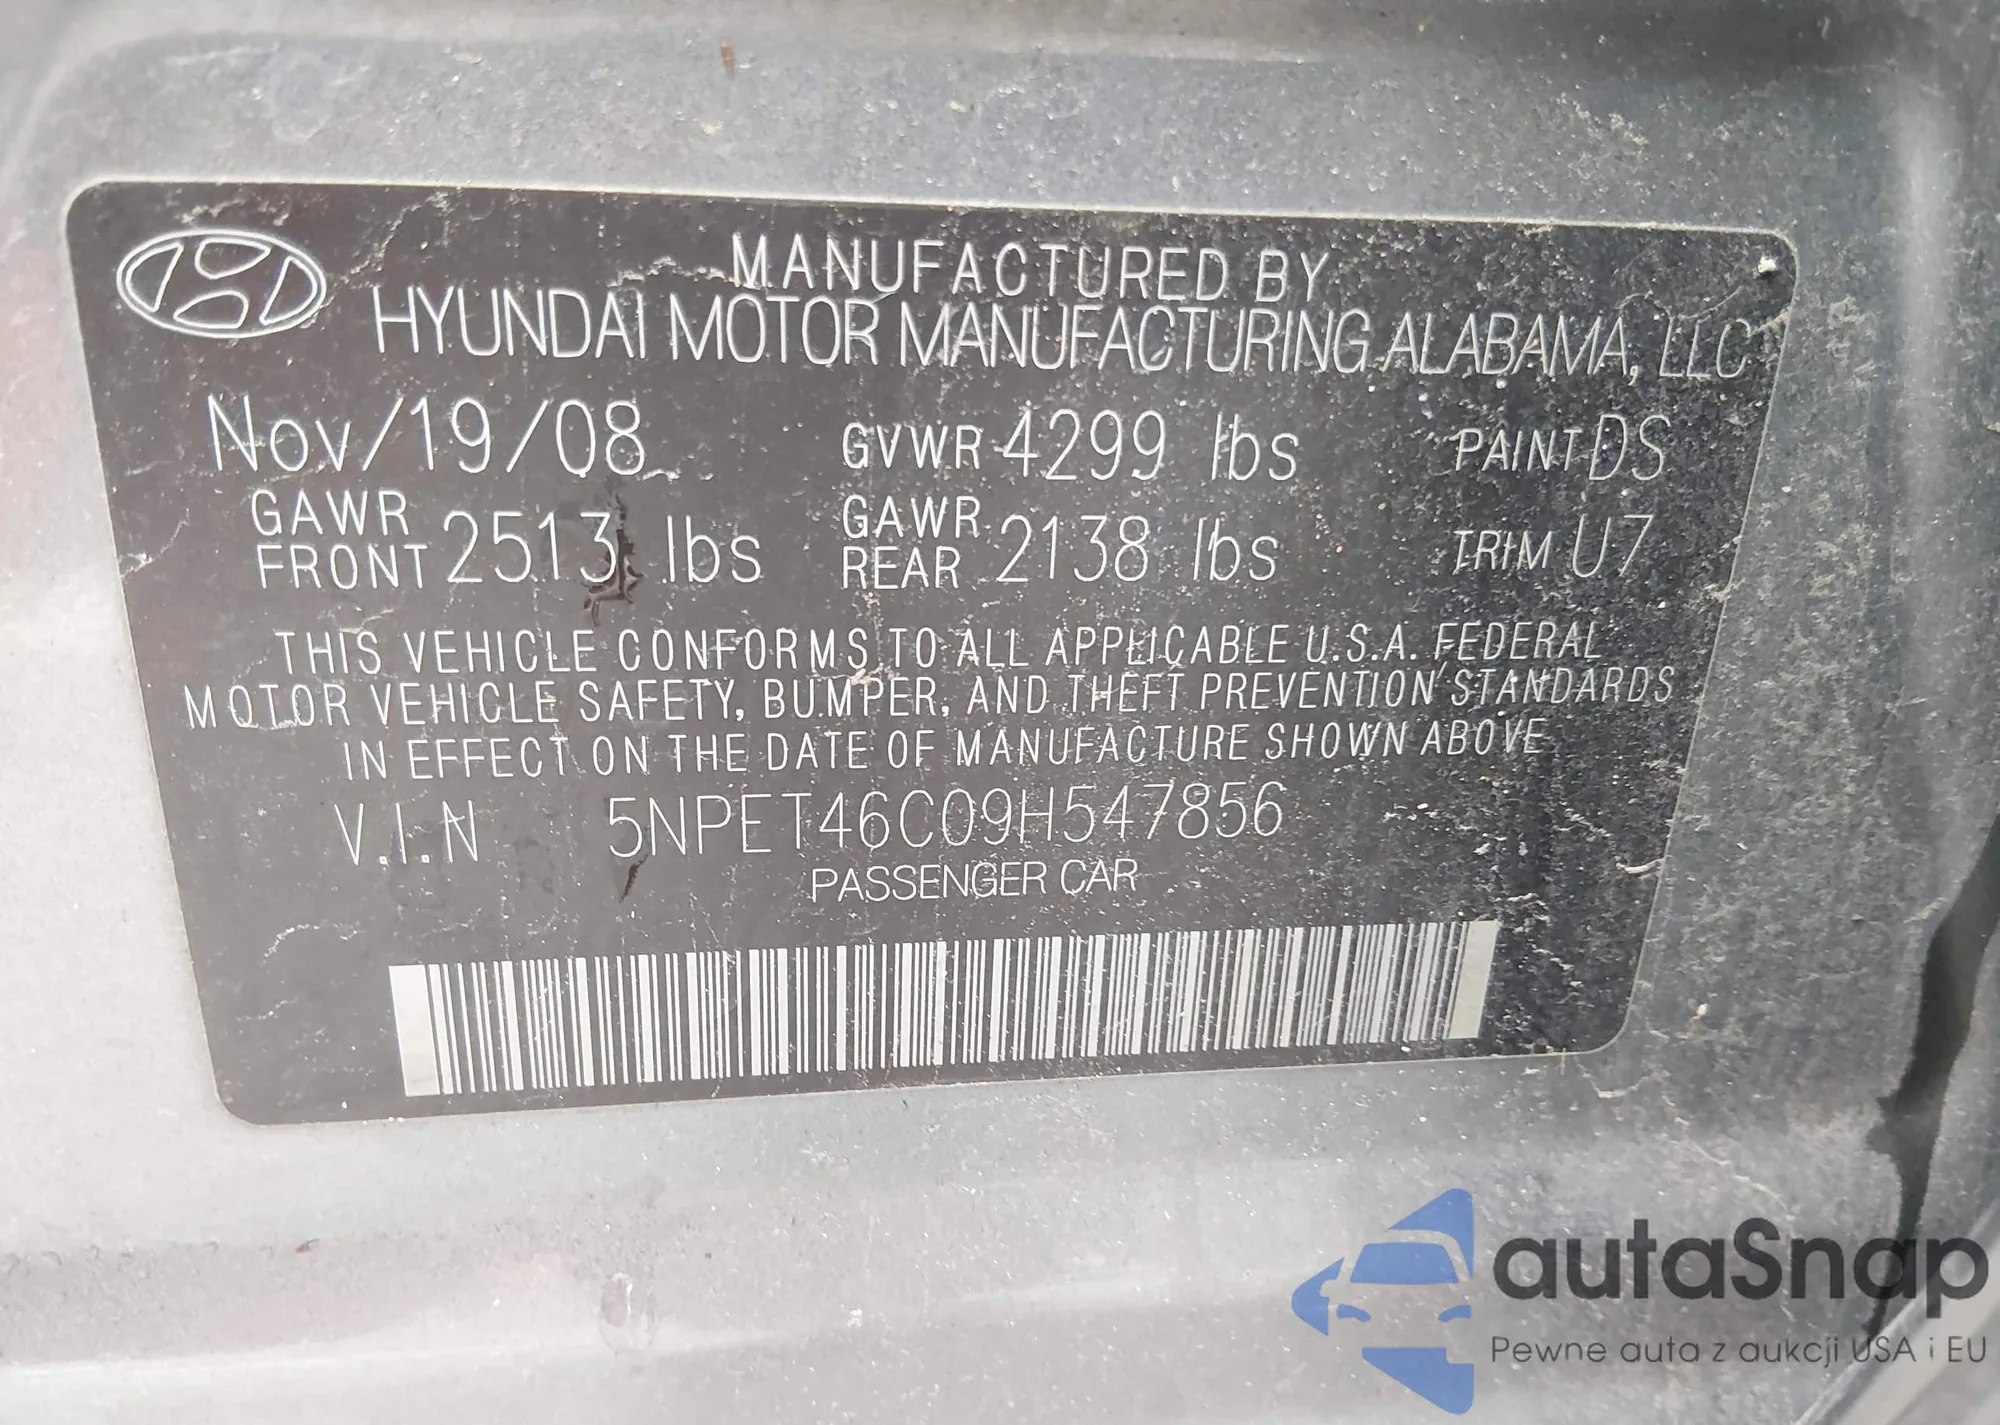 MANUFACTURED BY
HYUNDAI MOTOR MANUFACTURING ALABAMA, LLC
Nov/19/08 GVWR 4299 lbs PAINT DS
GAWR FRONT 2513 lbs GAWR REAR 2138 lbs TRIM U7
THIS VEHICLE CONFORMS TO ALL APPLICABLE U.S.A. FEDERAL
MOTOR VEHICLE SAFETY, BUMPER, AND THEFT PREVENTION STANDARDS
IN EFFECT ON THE DATE OF MANUFACTURE SHOWN ABOVE
V.I.N 5NPET46C09H547856
PASSENGER CAR
autaSnap
Pewne auta z aukcji USA i EU